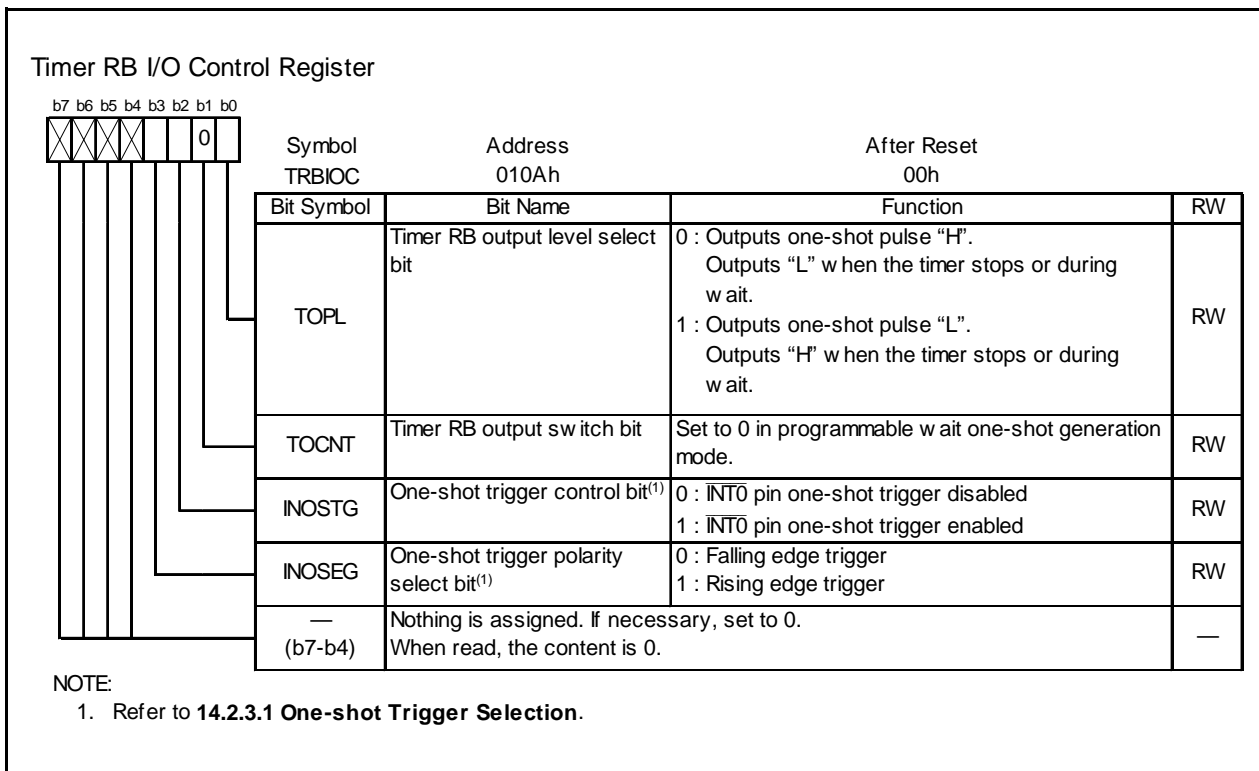 Timer RB I/O Control Register
b7 b6 b5 b4 b3 b2 b1 b0
0
Symbol Address After Reset
TRBIOC 010Ah 00h
Bit Symbol Bit Name Function RW
TOPL
Timer RB output level select
bit
0 : Outputs one-shot pulse “H”.
Outputs “L” when the timer stops or during
wait.
1 : Outputs one-shot pulse “L”.
Outputs “H” when the timer stops or during
wait.
RW
TOCNT
Timer RB output switch bit
Set to 0 in programmable wait one-shot generation
mode.
RW
INOSTG
One-shot trigger control bit(1)
0 : INT0 pin one-shot trigger disabled
1 : INT0 pin one-shot trigger enabled
RW
INOSEG
One-shot trigger polarity
select bit(1)
0 : Falling edge trigger
1 : Rising edge trigger
RW
—
(b7-b4)
Nothing is assigned. If necessary, set to 0.
When read, the content is 0.
—
NOTE:
1. Refer to 14.2.3.1 One-shot Trigger Selection.